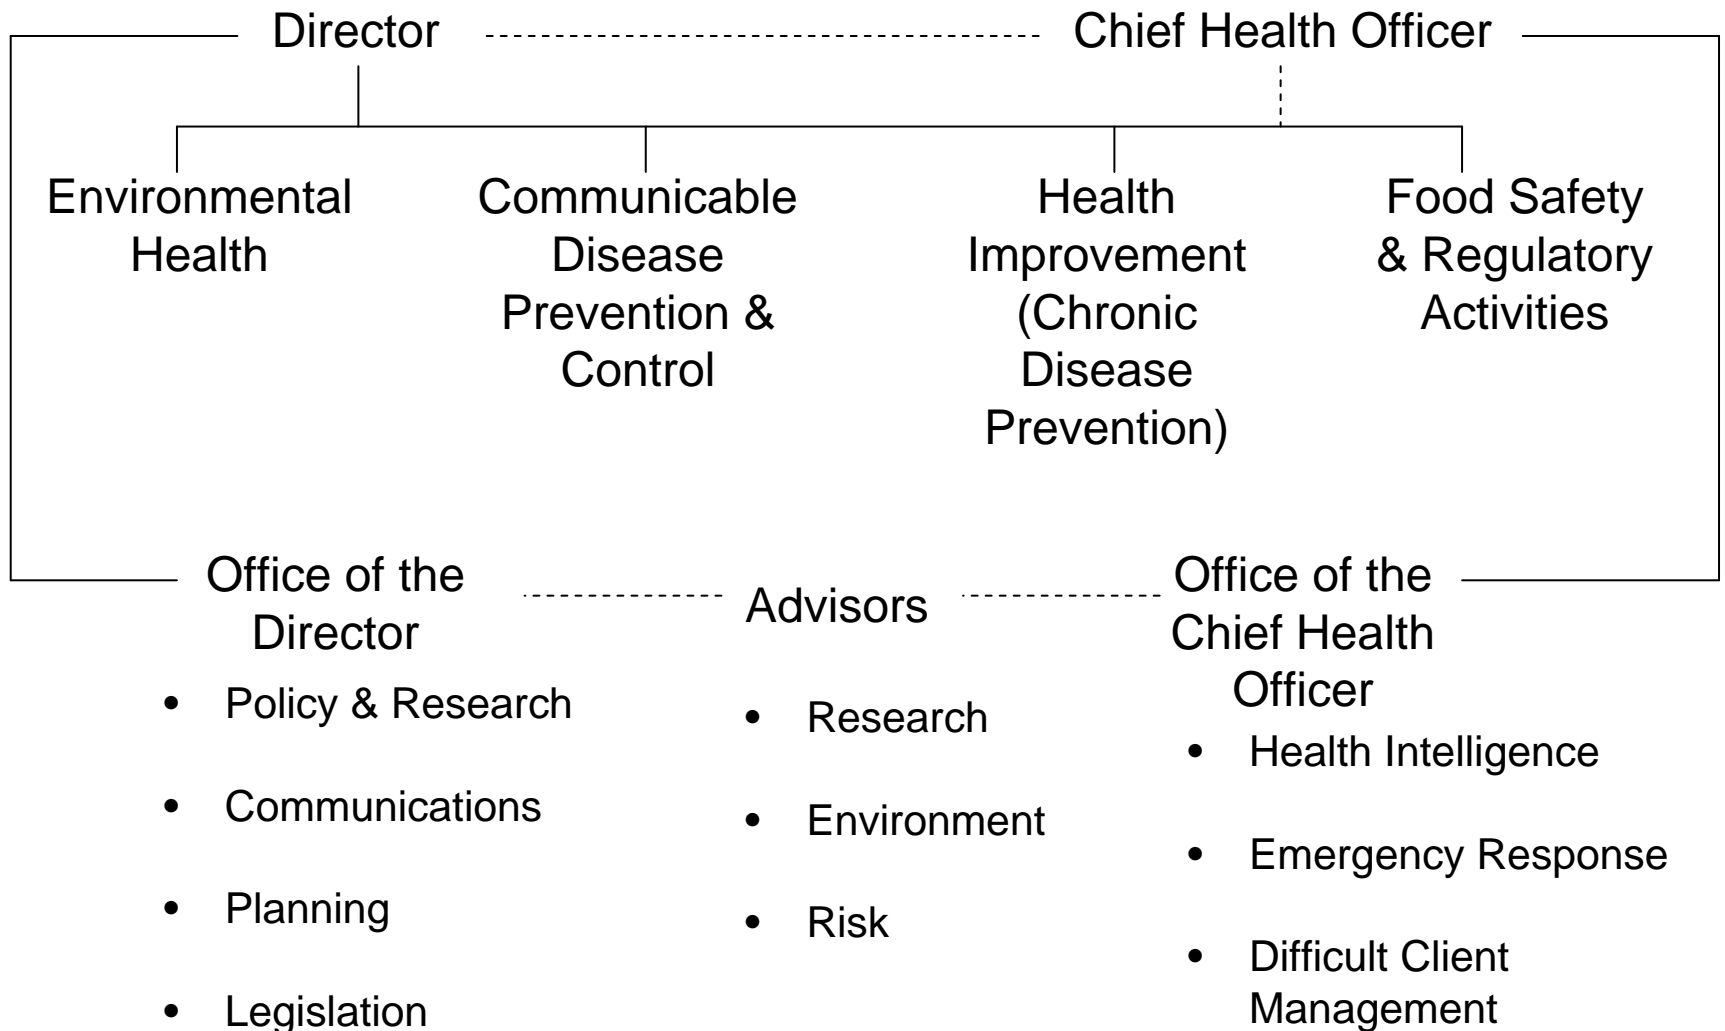 Director
Chief Health Officer
Environmental
Health
Communicable
Disease
Prevention &
Control
Health
Improvement
(Chronic
Disease
Prevention)
Food Safety
& Regulatory
Activities
Office of the
Director
• Policy & Research
• Communications
• Planning
• Legislation
Advisors
• Research
• Environment
• Risk
Office of the
Chief Health
Officer
• Health Intelligence
• Emergency Response
• Difficult Client
Management